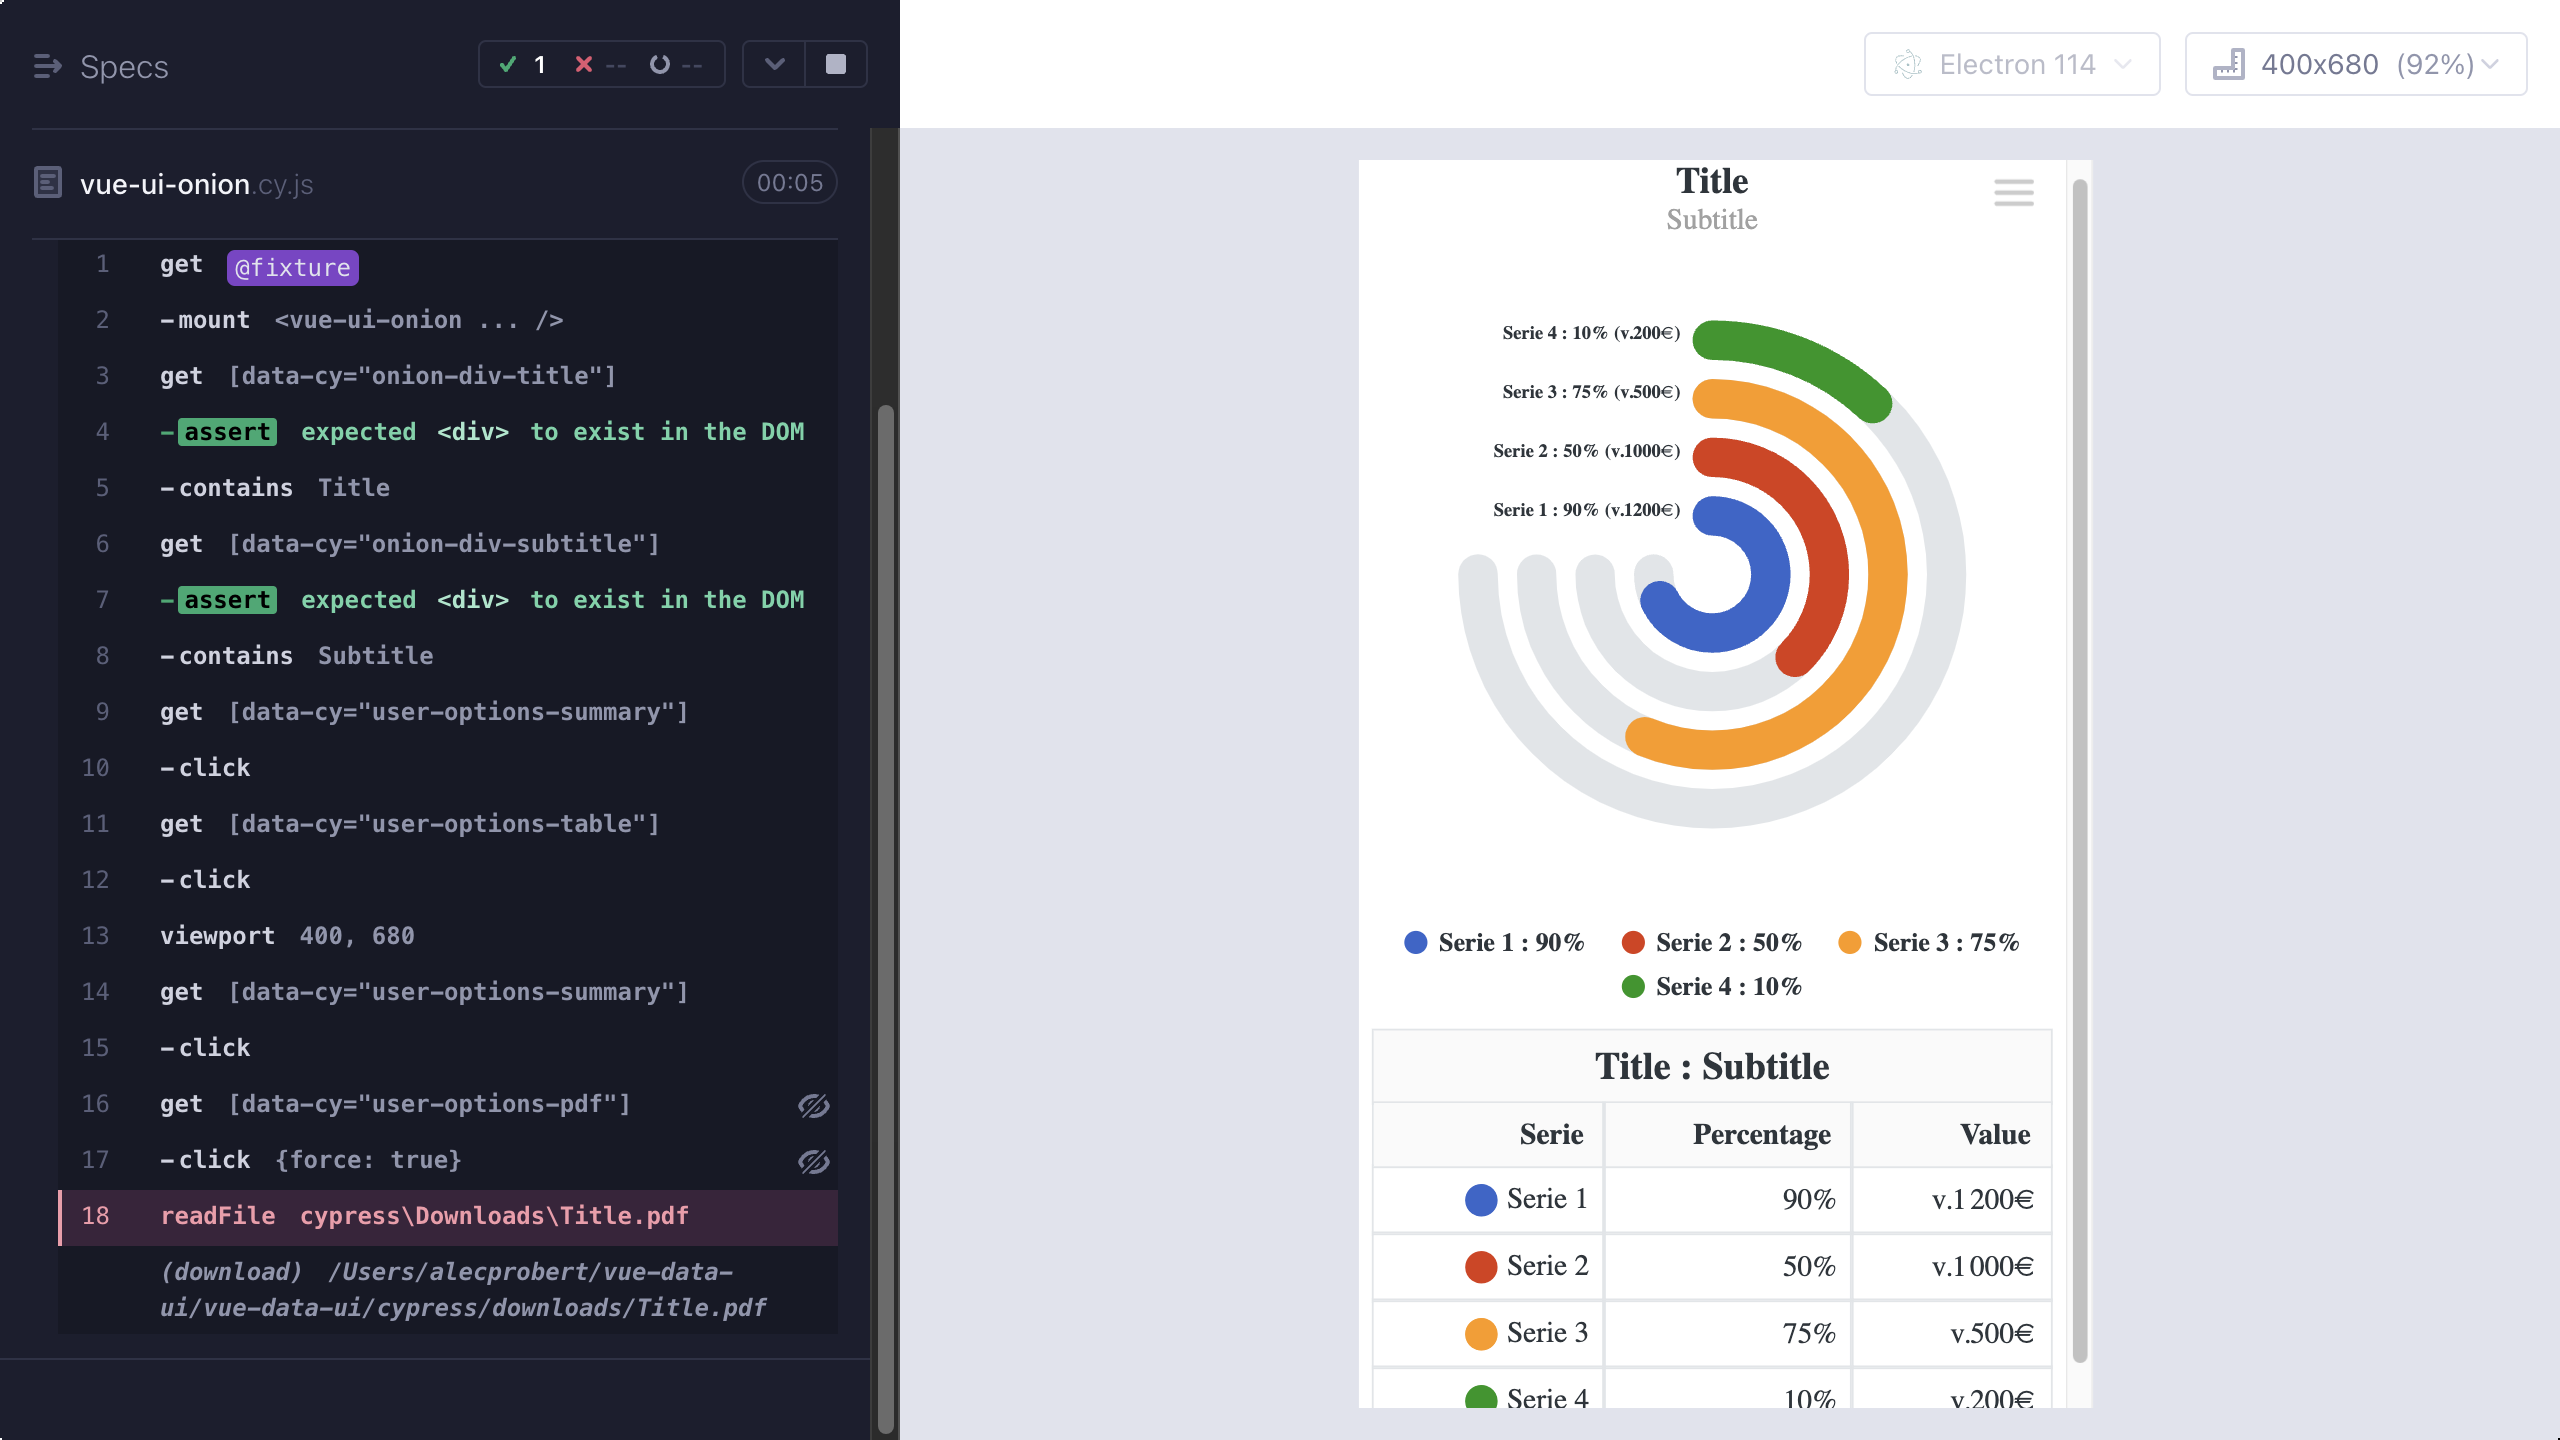 Specs
1
--
--
vue-ui-onion.cy.js
00:05
1 get @fixture
2 -mount <vue-ui-onion ... />
3 get [data-cy="onion-div-title"]
4 -assert expected <div> to exist in the DOM
5 -contains Title
6 get [data-cy="onion-div-subtitle"]
7 -assert expected <div> to exist in the DOM
8 -contains Subtitle
9 get [data-cy="user-options-summary"]
10 -click
11 get [data-cy="user-options-table"]
12 -click
13 viewport 400, 680
14 get [data-cy="user-options-summary"]
15 -click
16 get [data-cy="user-options-pdf"]
17 -click {force: true}
18 readFile cypress\Downloads\Title.pdf
(download) /Users/alecprobert/vue-data-
ui/vue-data-ui/cypress/downloads/Title.pdf
Electron 114
400x680 (92%)
Title
Subtitle
Serie 4 : 10% (v.200€)
Serie 3 : 75% (v.500€)
Serie 2 : 50% (v.1000€)
Serie 1 : 90% (v.1200€)
Serie 1 : 90% Serie 2 : 50% Serie 3 : 75%
Serie 4 : 10%
Title : Subtitle
Serie Percentage Value
Serie 1 90% v.1200€
Serie 2 50% v.1000€
Serie 3 75% v.500€
Serie 4 10% v.200€